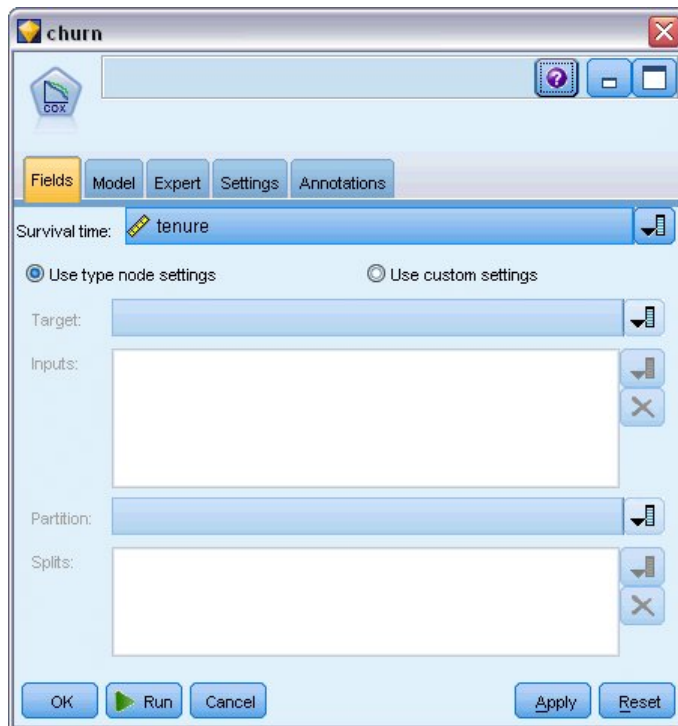 churn
COX
?
Fields Model Expert Settings Annotations
Survival time: tenure
Use type node settings Use custom settings
Target:
Inputs:
Partition:
Splits:
OK Run Cancel Apply Reset